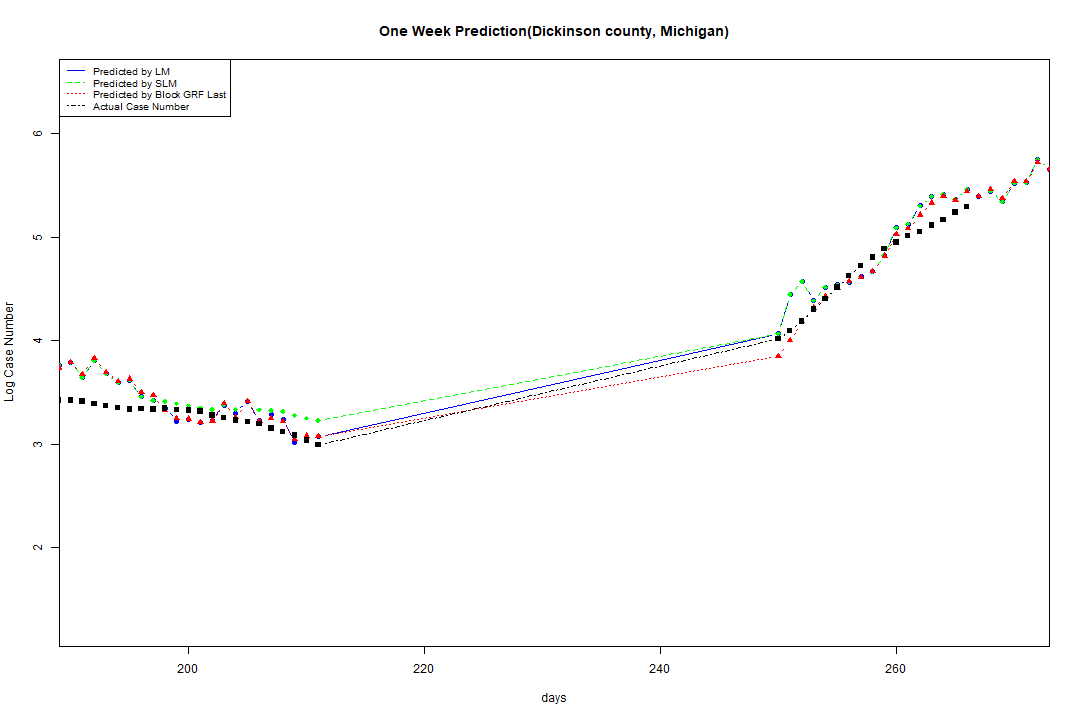 One Week Prediction(Dickinson county, Michigan)
Predicted by LM
Predicted by SLM
Predicted by Block GRF Last
Actual Case Number
6
5
4
3
2
Log Case Number
200 220 240 260
days